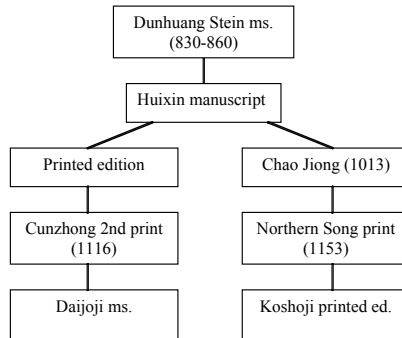 Dunhuang Stein ms.
(830-860)
Huixin manuscript
Printed edition
Chao Jiong (1013)
Cunzhong 2nd print
(1116)
Northern Song print
(1153)
Daijoji ms.
Koshoji printed ed.